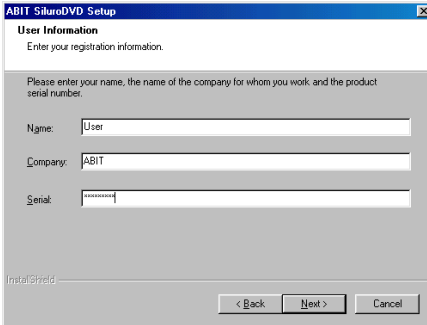 ABIT SiluroDVD Setup
User Information
Enter your registration information.
Please enter your name, the name of the company for whom you work and the product
serial number.
Name: User
Company: ABIT
Serial: *********
InstallShield
< Back Next > Cancel